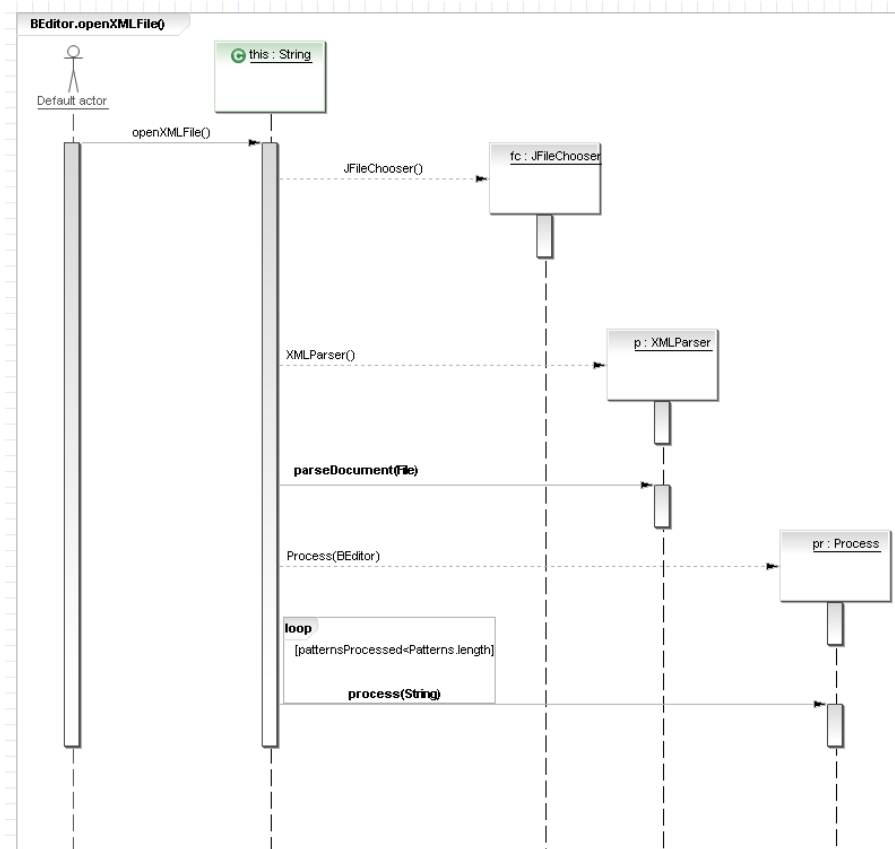 BEditor.openXMLFile()
C this : String
Default actor
openXMLFile()
fc : JFileChooser
JFileChooser()
p : XMLParser
XMLParser()
parseDocument(File)
pr : Process
Process(BEditor)
loop
[patternsProcessed<Patterns.length]
process(String)